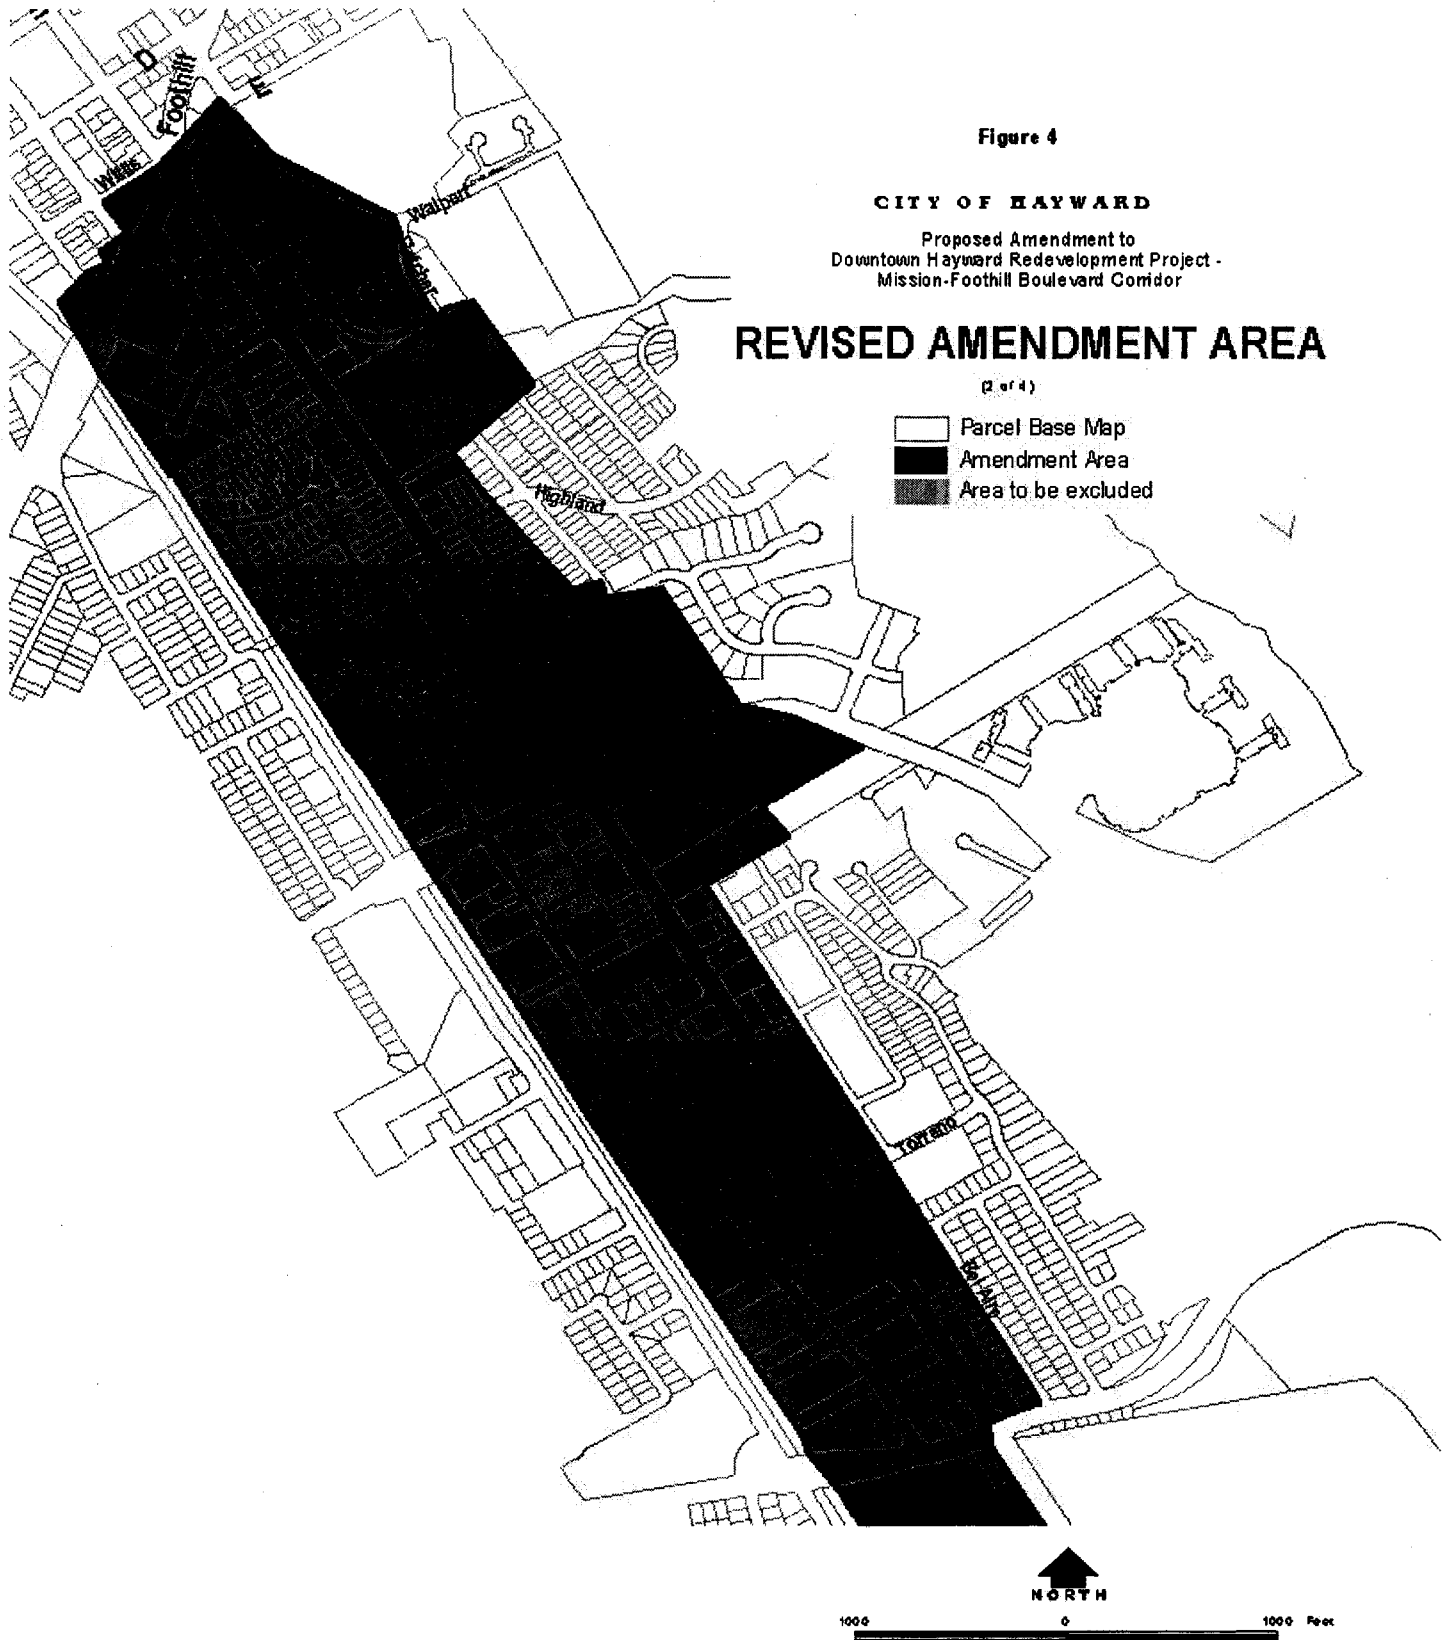 D
Foothill
E
Watkins
Walpert
Figure 4
CITY OF HAYWARD
Proposed Amendment to
Downtown Hayward Redevelopment Project -
Mission-Foothill Boulevard Corridor
REVISED AMENDMENT AREA
(2 of 4)
Parcel Base Map
Amendment Area
Area to be excluded
Highland
Torrano
Bel Aire
NORTH
1000 0 1000 Feet